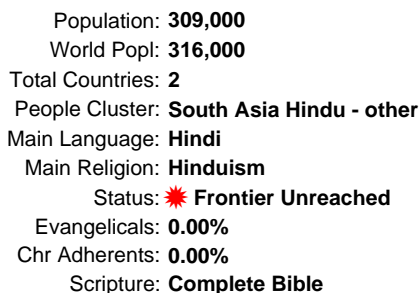 Population: 309,000
World Popl: 316,000
Total Countries: 2
People Cluster: South Asia Hindu - other
Main Language: Hindi
Main Religion: Hinduism
Status: Frontier Unreached
Evangelicals: 0.00%
Chr Adherents: 0.00%
Scripture: Complete Bible